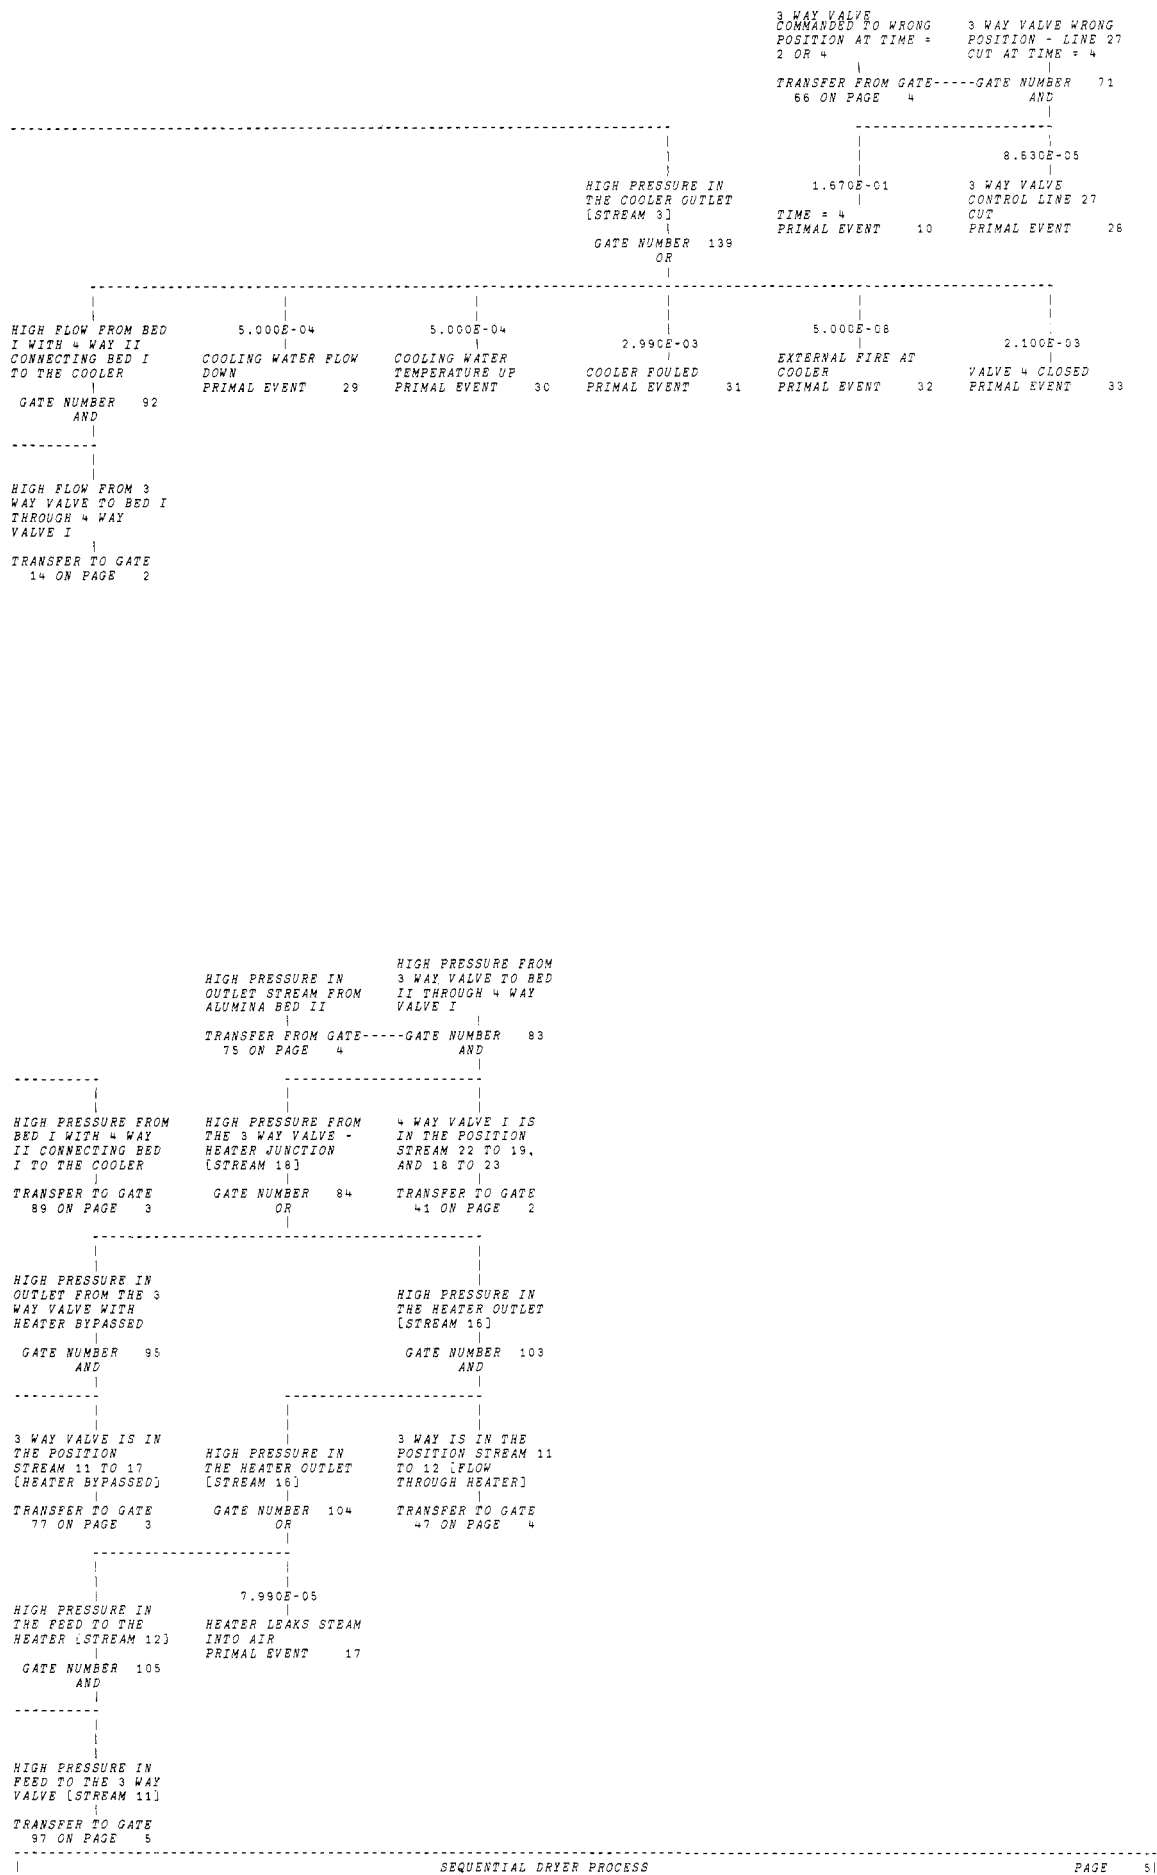 3 WAY VALVE
COMMANDED TO WRONG
POSITION AT TIME =
2 OR 4
3 WAY VALVE WRONG
POSITION - LINE 27
CUT AT TIME = 4
TRANSFER FROM GATE-----GATE NUMBER 71
66 ON PAGE 4 AND
8.630E-05
HIGH PRESSURE IN
THE COOLER OUTLET
[STREAM 3]
GATE NUMBER 139
OR
1.670E-01
TIME = 4
PRIMAL EVENT 10
3 WAY VALVE
CONTROL LINE 27
CUT
PRIMAL EVENT 28
HIGH FLOW FROM BED
I WITH 4 WAY II
CONNECTING BED I
TO THE COOLER
GATE NUMBER 92
AND
5.000E-04
COOLING WATER FLOW
DOWN
PRIMAL EVENT 29
5.000E-04
COOLING WATER
TEMPERATURE UP
PRIMAL EVENT 30
2.990E-03
COOLER FOULED
PRIMAL EVENT 31
5.000E-08
EXTERNAL FIRE AT
COOLER
PRIMAL EVENT 32
2.100E-03
VALVE 4 CLOSED
PRIMAL EVENT 33
HIGH FLOW FROM 3
WAY VALVE TO BED I
THROUGH 4 WAY
VALVE I
TRANSFER TO GATE
14 ON PAGE 2
HIGH PRESSURE IN
OUTLET STREAM FROM
ALUMINA BED II
HIGH PRESSURE FROM
3 WAY VALVE TO BED
II THROUGH 4 WAY
VALVE I
TRANSFER FROM GATE-----GATE NUMBER 83
75 ON PAGE 4 AND
HIGH PRESSURE FROM
BED I WITH 4 WAY
II CONNECTING BED
I TO THE COOLER
TRANSFER TO GATE
89 ON PAGE 3
HIGH PRESSURE FROM
THE 3 WAY VALVE -
HEATER JUNCTION
[STREAM 18]
GATE NUMBER 84
OR
4 WAY VALVE I IS
IN THE POSITION
STREAM 22 TO 19,
AND 18 TO 23
TRANSFER TO GATE
41 ON PAGE 2
HIGH PRESSURE IN
OUTLET FROM THE 3
WAY VALVE WITH
HEATER BYPASSED
GATE NUMBER 95
AND
HIGH PRESSURE IN
THE HEATER OUTLET
[STREAM 16]
GATE NUMBER 103
AND
3 WAY VALVE IS IN
THE POSITION
STREAM 11 TO 17
[HEATER BYPASSED]
TRANSFER TO GATE
77 ON PAGE 3
HIGH PRESSURE IN
THE HEATER OUTLET
[STREAM 16]
GATE NUMBER 104
OR
3 WAY IS IN THE
POSITION STREAM 11
TO 12 [FLOW
THROUGH HEATER]
TRANSFER TO GATE
47 ON PAGE 4
HIGH PRESSURE IN
THE FEED TO THE
HEATER [STREAM 12]
GATE NUMBER 105
AND
7.990E-05
HEATER LEAKS STEAM
INTO AIR
PRIMAL EVENT 17
HIGH PRESSURE IN
FEED TO THE 3 WAY
VALVE [STREAM 11]
TRANSFER TO GATE
97 ON PAGE 5
SEQUENTIAL DRYER PROCESS PAGE 5